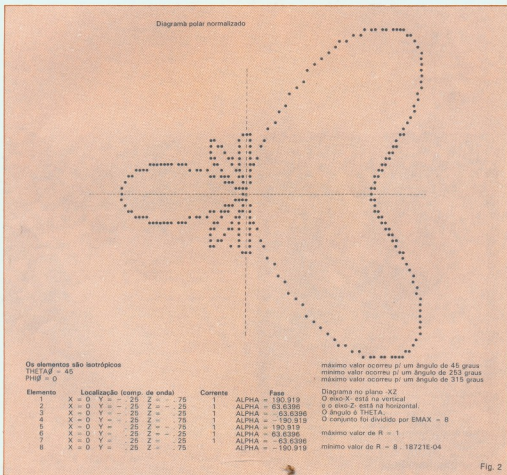 Diagrama polar normalizado
Os elementos são isotrópicos
THETAØ = 45
PHIØ = 0
Elemento Localização (comp. de onda) Corrente Fase
1 X = 0 Y = - .25 Z = - .75 1 ALPHA = 190.919
2 X = 0 Y = - .25 Z = - .25 1 ALPHA = 63.6396
3 X = 0 Y = - .25 Z = .25 1 ALPHA = -63.6396
4 X = 0 Y = - .25 Z = .75 1 ALPHA = -190.919
5 X = 0 Y = .25 Z = - .75 1 ALPHA = 190.919
6 X = 0 Y = .25 Z = - .25 1 ALPHA = 63.6396
7 X = 0 Y = .25 Z = .25 1 ALPHA = -63.6396
8 X = 0 Y = .25 Z = .75 ALPHA = -190.919
máximo valor ocorreu p/ um ângulo de 45 graus
mínimo valor ocorreu p/ um ângulo de 253 graus
máximo valor ocorreu p/ um ângulo de 315 graus
Diagrama no plano -XZ
O eixo-X- está na vertical
e o eixo-Z- está na horizontal.
O ângulo é THETA.
O conjunto foi dividido por EMAX = 8
máximo valor de R = 1
mínimo valor de R = 8 . 18721E-04
Fig. 2